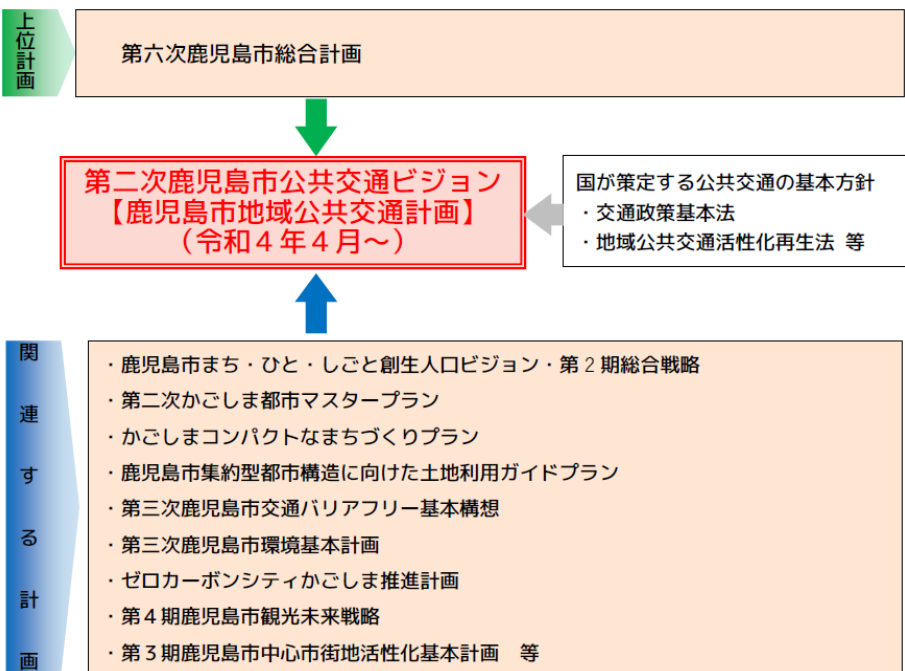 上位計画
第六次鹿児島市総合計画
第二次鹿児島市公共交通ビジョン
【鹿児島市地域公共交通計画】
（令和４年４月～）
国が策定する公共交通の基本方針
・交通政策基本法
・地域公共交通活性化再生法 等
関連する計画
・鹿児島市まち・ひと・しごと創生人口ビジョン・第２期総合戦略
・第二次かごしま都市マスタープラン
・かごしまコンパクトなまちづくりプラン
・鹿児島市集約型都市構造に向けた土地利用ガイドプラン
・第三次鹿児島市交通バリアフリー基本構想
・第三次鹿児島市環境基本計画
・ゼロカーボンシティかごしま推進計画
・第４期鹿児島市観光未来戦略
・第３期鹿児島市中心市街地活性化基本計画　等